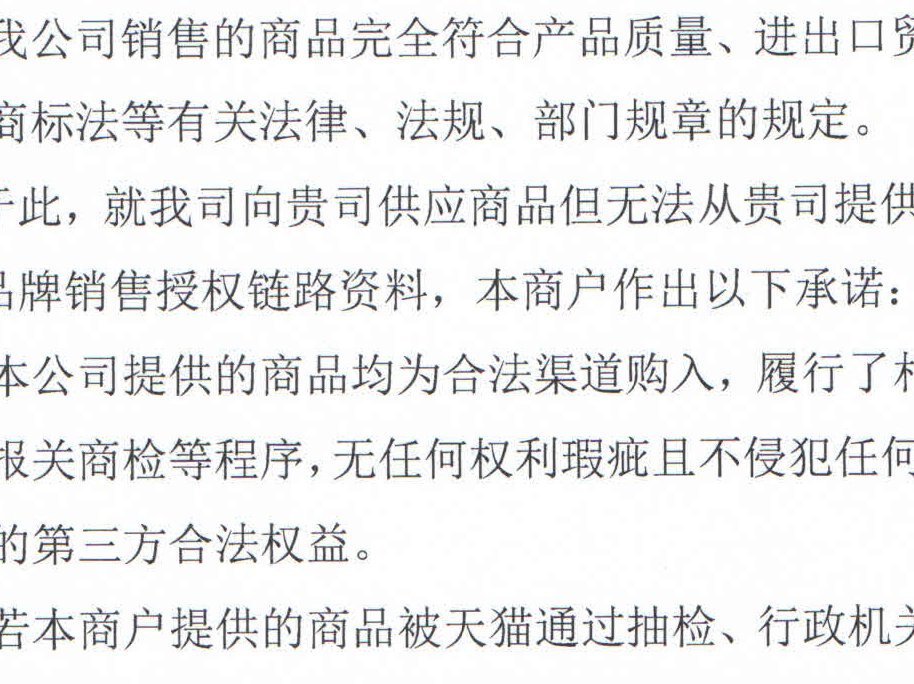 我公司销售的商品完全符合产品质量、进出口贸
商标法等有关法律、法规、部门规章的规定。
于此，就我司向贵司供应商品但无法从贵司提供
品牌销售授权链路资料，本商户作出以下承诺：
本公司提供的商品均为合法渠道购入，履行了相
报关商检等程序，无任何权利瑕疵且不侵犯任何
的第三方合法权益。
若本商户提供的商品被天猫通过抽检、行政机关